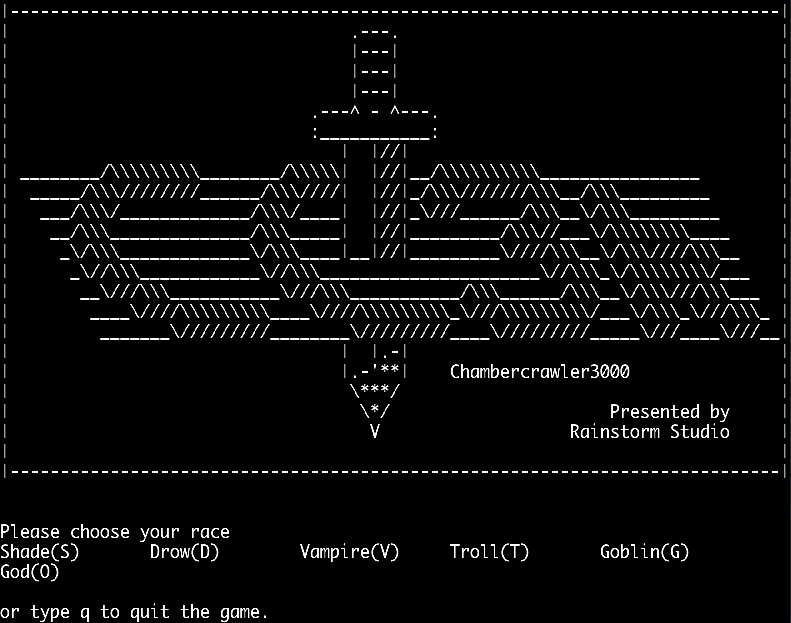 Chambercrawler3000
Presented by
Rainstorm Studio
Please choose your race
Shade(S) Drow(D) Vampire(V) Troll(T) Goblin(G)
God(O)
or type q to quit the game.